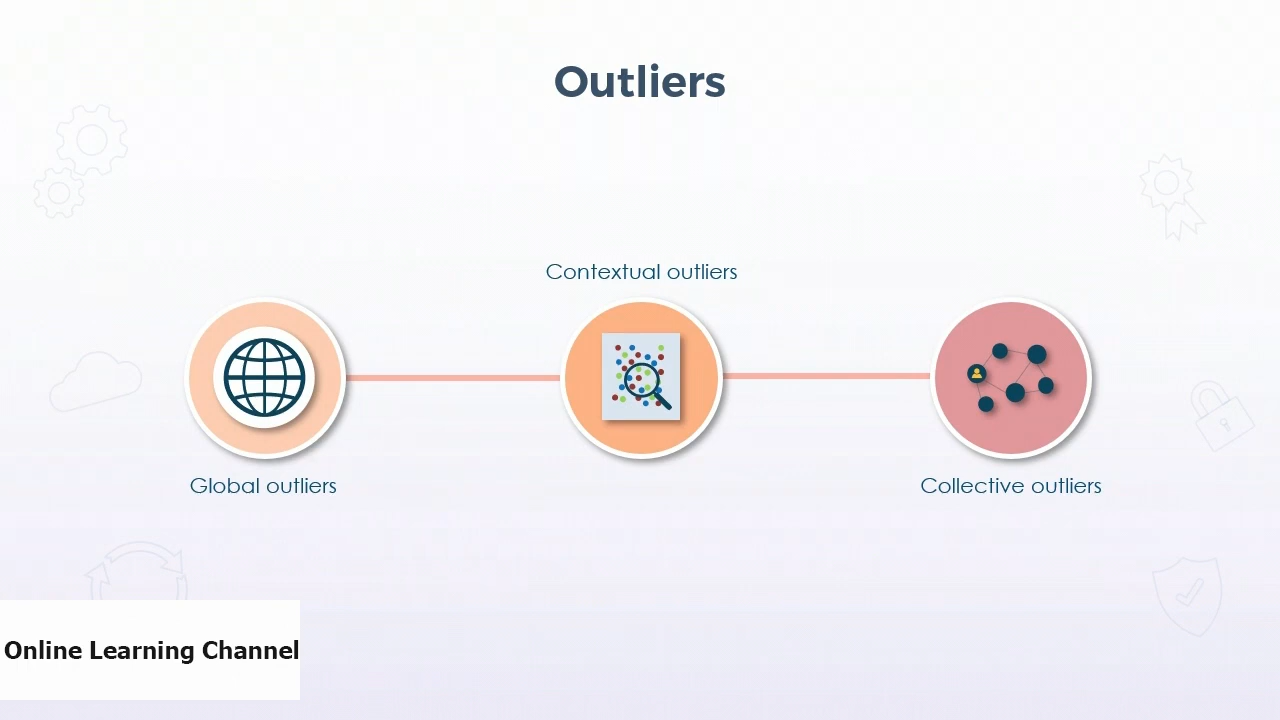 Outliers
Contextual outliers
Global outliers
Collective outliers
Online Learning Channel